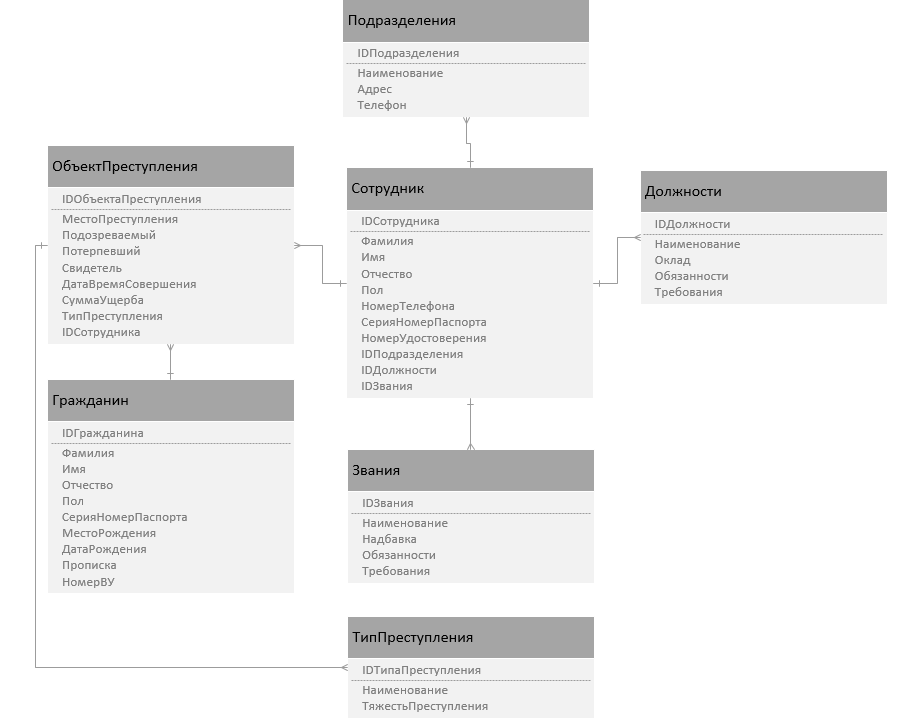 Подразделения
IDПодразделения
Наименование
Адрес
Телефон
ОбъектПреступления
IDОбъектаПреступления
МестоПреступления
Подозреваемый
Потерпевший
Свидетель
ДатаВремяСовершения
СуммаУщерба
ТипПреступления
IDСотрудника
Сотрудник
IDСотрудника
Фамилия
Имя
Отчество
Пол
НомерТелефона
СерияНомерПаспорта
НомерУдостоверения
IDПодразделения
IDДолжности
IDЗвания
Должности
IDДолжности
Наименование
Оклад
Обязанности
Требования
Гражданин
IDГражданина
Фамилия
Имя
Отчество
Пол
СерияНомерПаспорта
МестоРождения
ДатаРождения
Прописка
НомерВУ
Звания
IDЗвания
Наименование
Надбавка
Обязанности
Требования
ТипПреступления
IDТипаПреступления
Наименование
ТяжестьПреступления